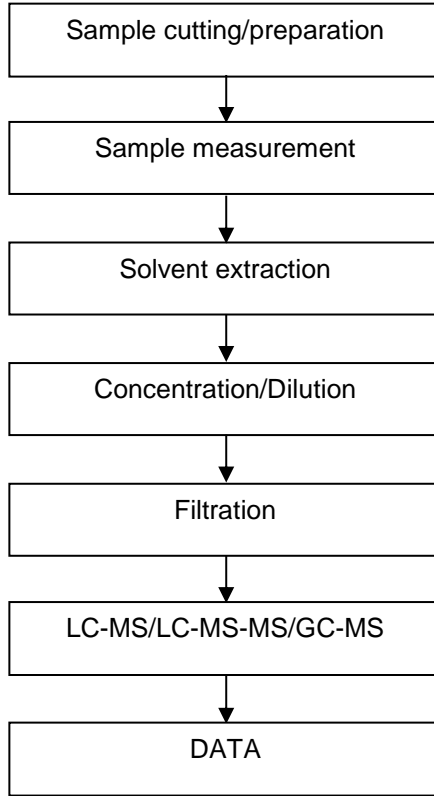 Sample cutting/preparation
Sample measurement
Solvent extraction
Concentration/Dilution
Filtration
LC-MS/LC-MS-MS/GC-MS
DATA